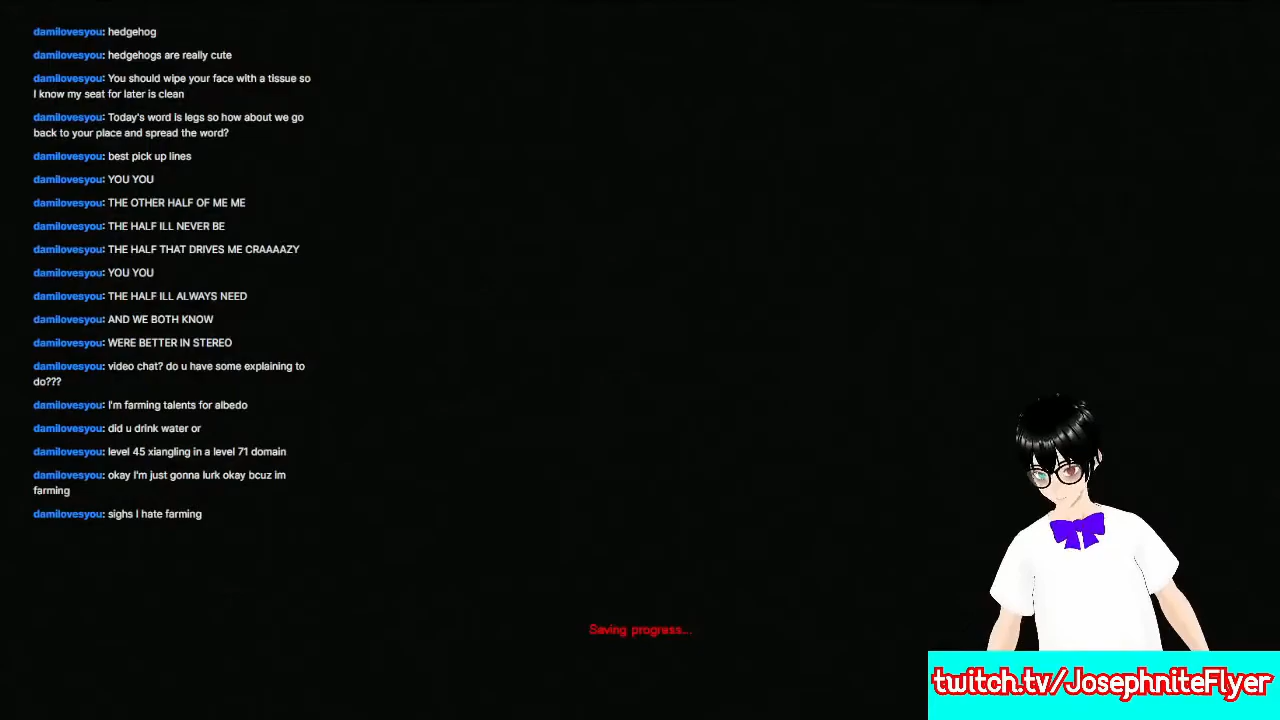 damilovesyou: hedgehog
damilovesyou: hedgehogs are really cute
damilovesyou: You should wipe your face with a tissue so
I know my seat for later is clean
damilovesyou: Today's word is legs so how about we go
back to your place and spread the word?
damilovesyou: best pick up lines
damilovesyou: YOU YOU
damilovesyou: THE OTHER HALF OF ME ME
damilovesyou: THE HALF ILL NEVER BE
damilovesyou: THE HALF THAT DRIVES ME CRAAAAZY
damilovesyou: YOU YOU
damilovesyou: THE HALF ILL ALWAYS NEED
damilovesyou: AND WE BOTH KNOW
damilovesyou: WERE BETTER IN STEREO
damilovesyou: video chat? do u have some explaining to
do???
damilovesyou: I'm farming talents for albedo
damilovesyou: did u drink water or
damilovesyou: level 45 xiangling in a level 71 domain
damilovesyou: okay I'm just gonna lurk okay bcuz im
farming
damilovesyou: sighs I hate farming
Saving progress...
twitch.tv/JosephniteFlyer